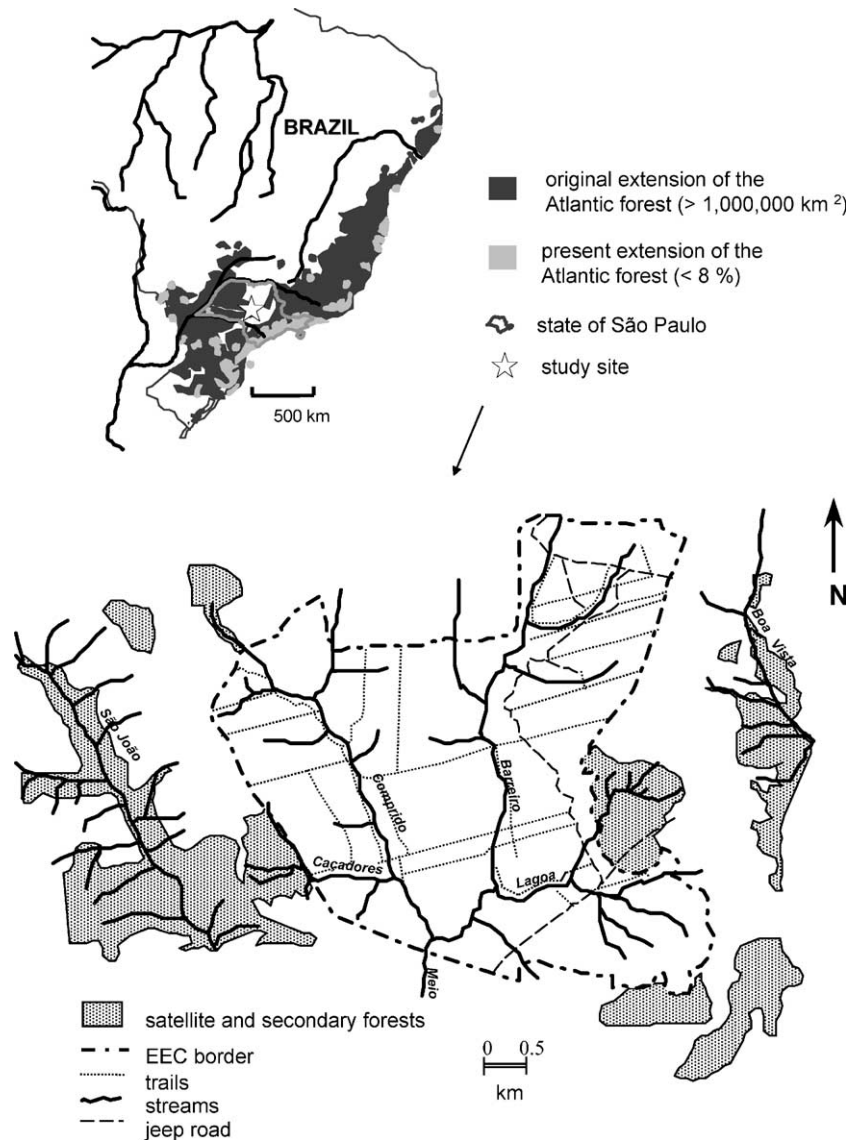 BRAZIL
original extension of the
Atlantic forest (> 1,000,000 km ²)
present extension of the
Atlantic forest (< 8 %)
state of São Paulo
study site
500 km
N
Boa Vista
São João
Comprido
Barreiro
Caçadores
Lagoa
Meio
satellite and secondary forests
EEC border
trails
streams
jeep road
0 0.5
km